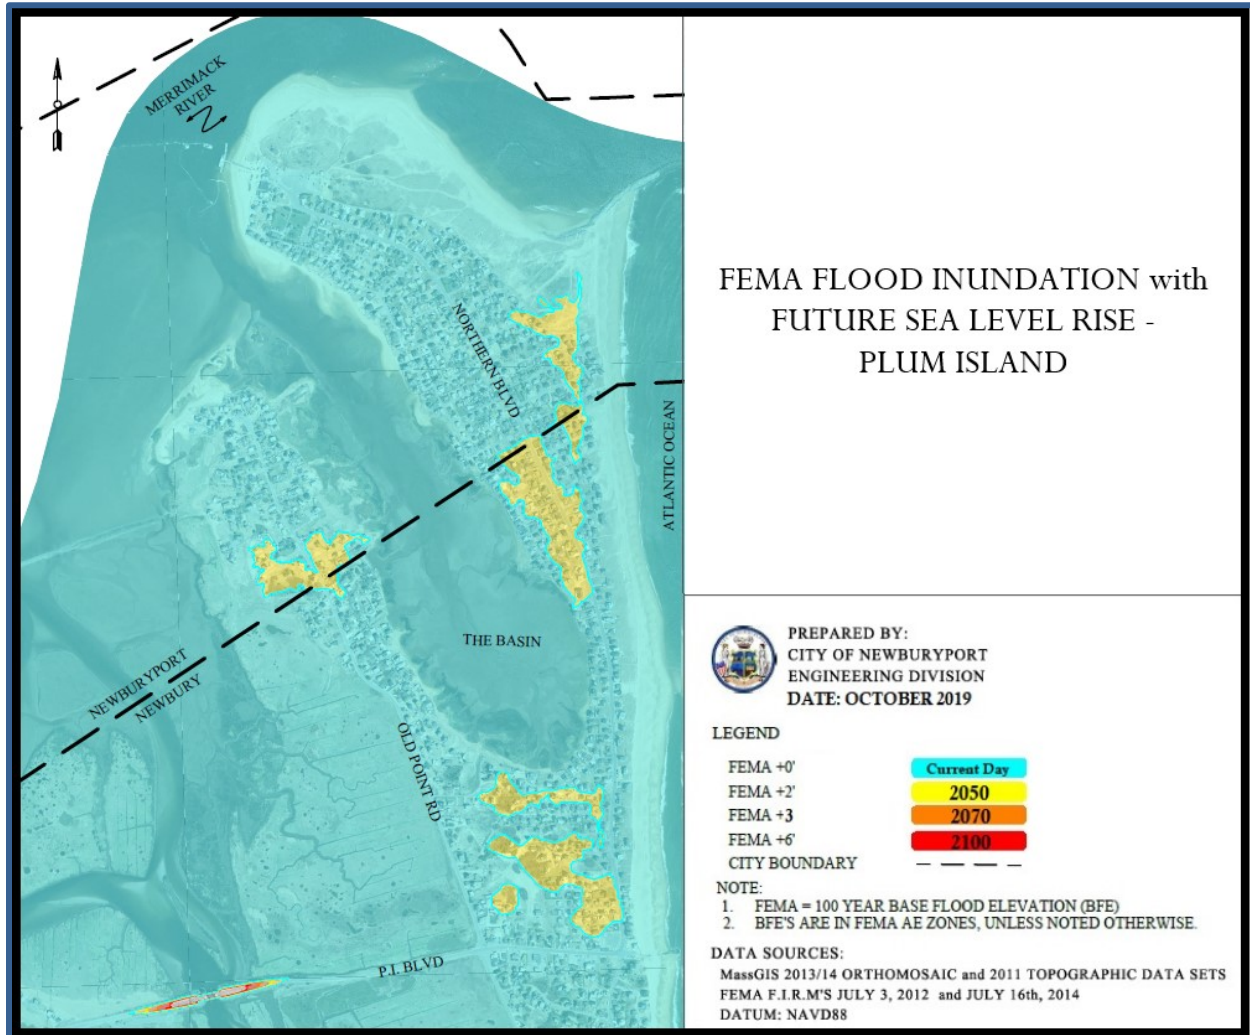 MERRIMACK
RIVER
NORTHERN BLVD
ATLANTIC OCEAN
THE BASIN
NEWBURYPORT
NEWBURY
OLD POINT RD
P.I. BLVD
FEMA FLOOD INUNDATION with
FUTURE SEA LEVEL RISE -
PLUM ISLAND
PREPARED BY:
CITY OF NEWBURYPORT
ENGINEERING DIVISION
DATE: OCTOBER 2019
LEGEND
FEMA +0' Current Day
FEMA +2' 2050
FEMA +3 2070
FEMA +6' 2100
CITY BOUNDARY
NOTE:
1. FEMA = 100 YEAR BASE FLOOD ELEVATION (BFE)
2. BFE'S ARE IN FEMA AE ZONES, UNLESS NOTED OTHERWISE.
DATA SOURCES:
MassGIS 2013/14 ORTHOMOSAIC and 2011 TOPOGRAPHIC DATA SETS
FEMA F.I.R.M'S JULY 3, 2012 and JULY 16th, 2014
DATUM: NAVD88